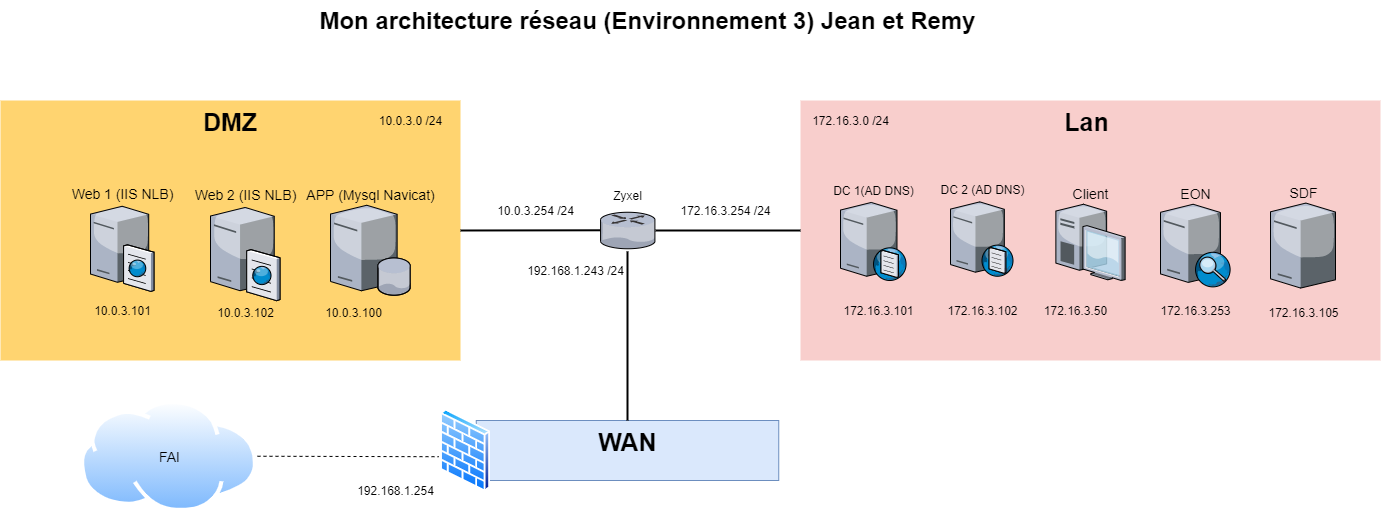 Mon architecture réseau (Environnement 3) Jean et Remy
DMZ
10.0.3.0 /24
Web 1 (IIS NLB)
Web 2 (IIS NLB)
APP (Mysql Navicat)
10.0.3.101
10.0.3.102
10.0.3.100
Zyxel
10.0.3.254 /24
172.16.3.254 /24
192.168.1.243 /24
172.16.3.0 /24
Lan
DC 1(AD DNS)
DC 2 (AD DNS)
Client
EON
SDF
172.16.3.101
172.16.3.102
172.16.3.50
172.16.3.253
172.16.3.105
FAI
192.168.1.254
WAN